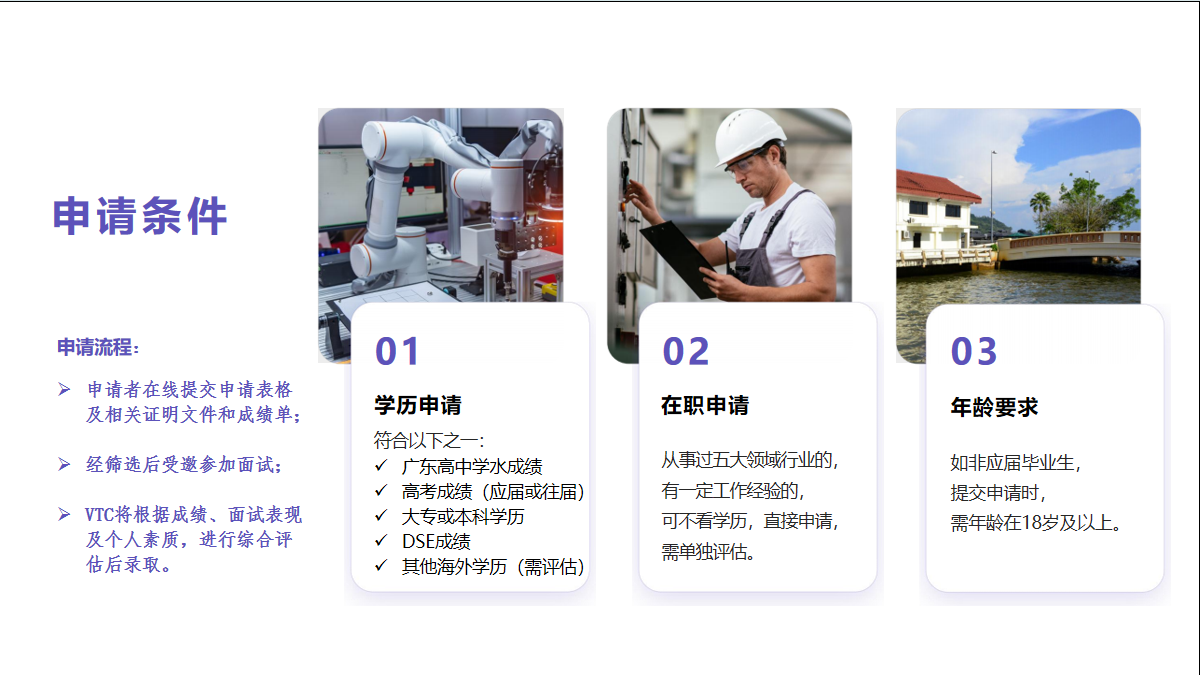 申请条件
申请流程：
申请者在线提交申请表格
及相关证明文件和成绩单；
经筛选后受邀参加面试；
VTC将根据成绩、面试表现
及个人素质，进行综合评
估后录取。
01
学历申请
符合以下之一：
广东高中学水成绩
高考成绩（应届或往届）
大专或本科学历
DSE成绩
其他海外学历（需评估）
02
在职申请
从事过五大领域行业的，
有一定工作经验的，
可不看学历，直接申请，
需单独评估。
03
年龄要求
如非应届毕业生，
提交申请时，
需年龄在18岁及以上。